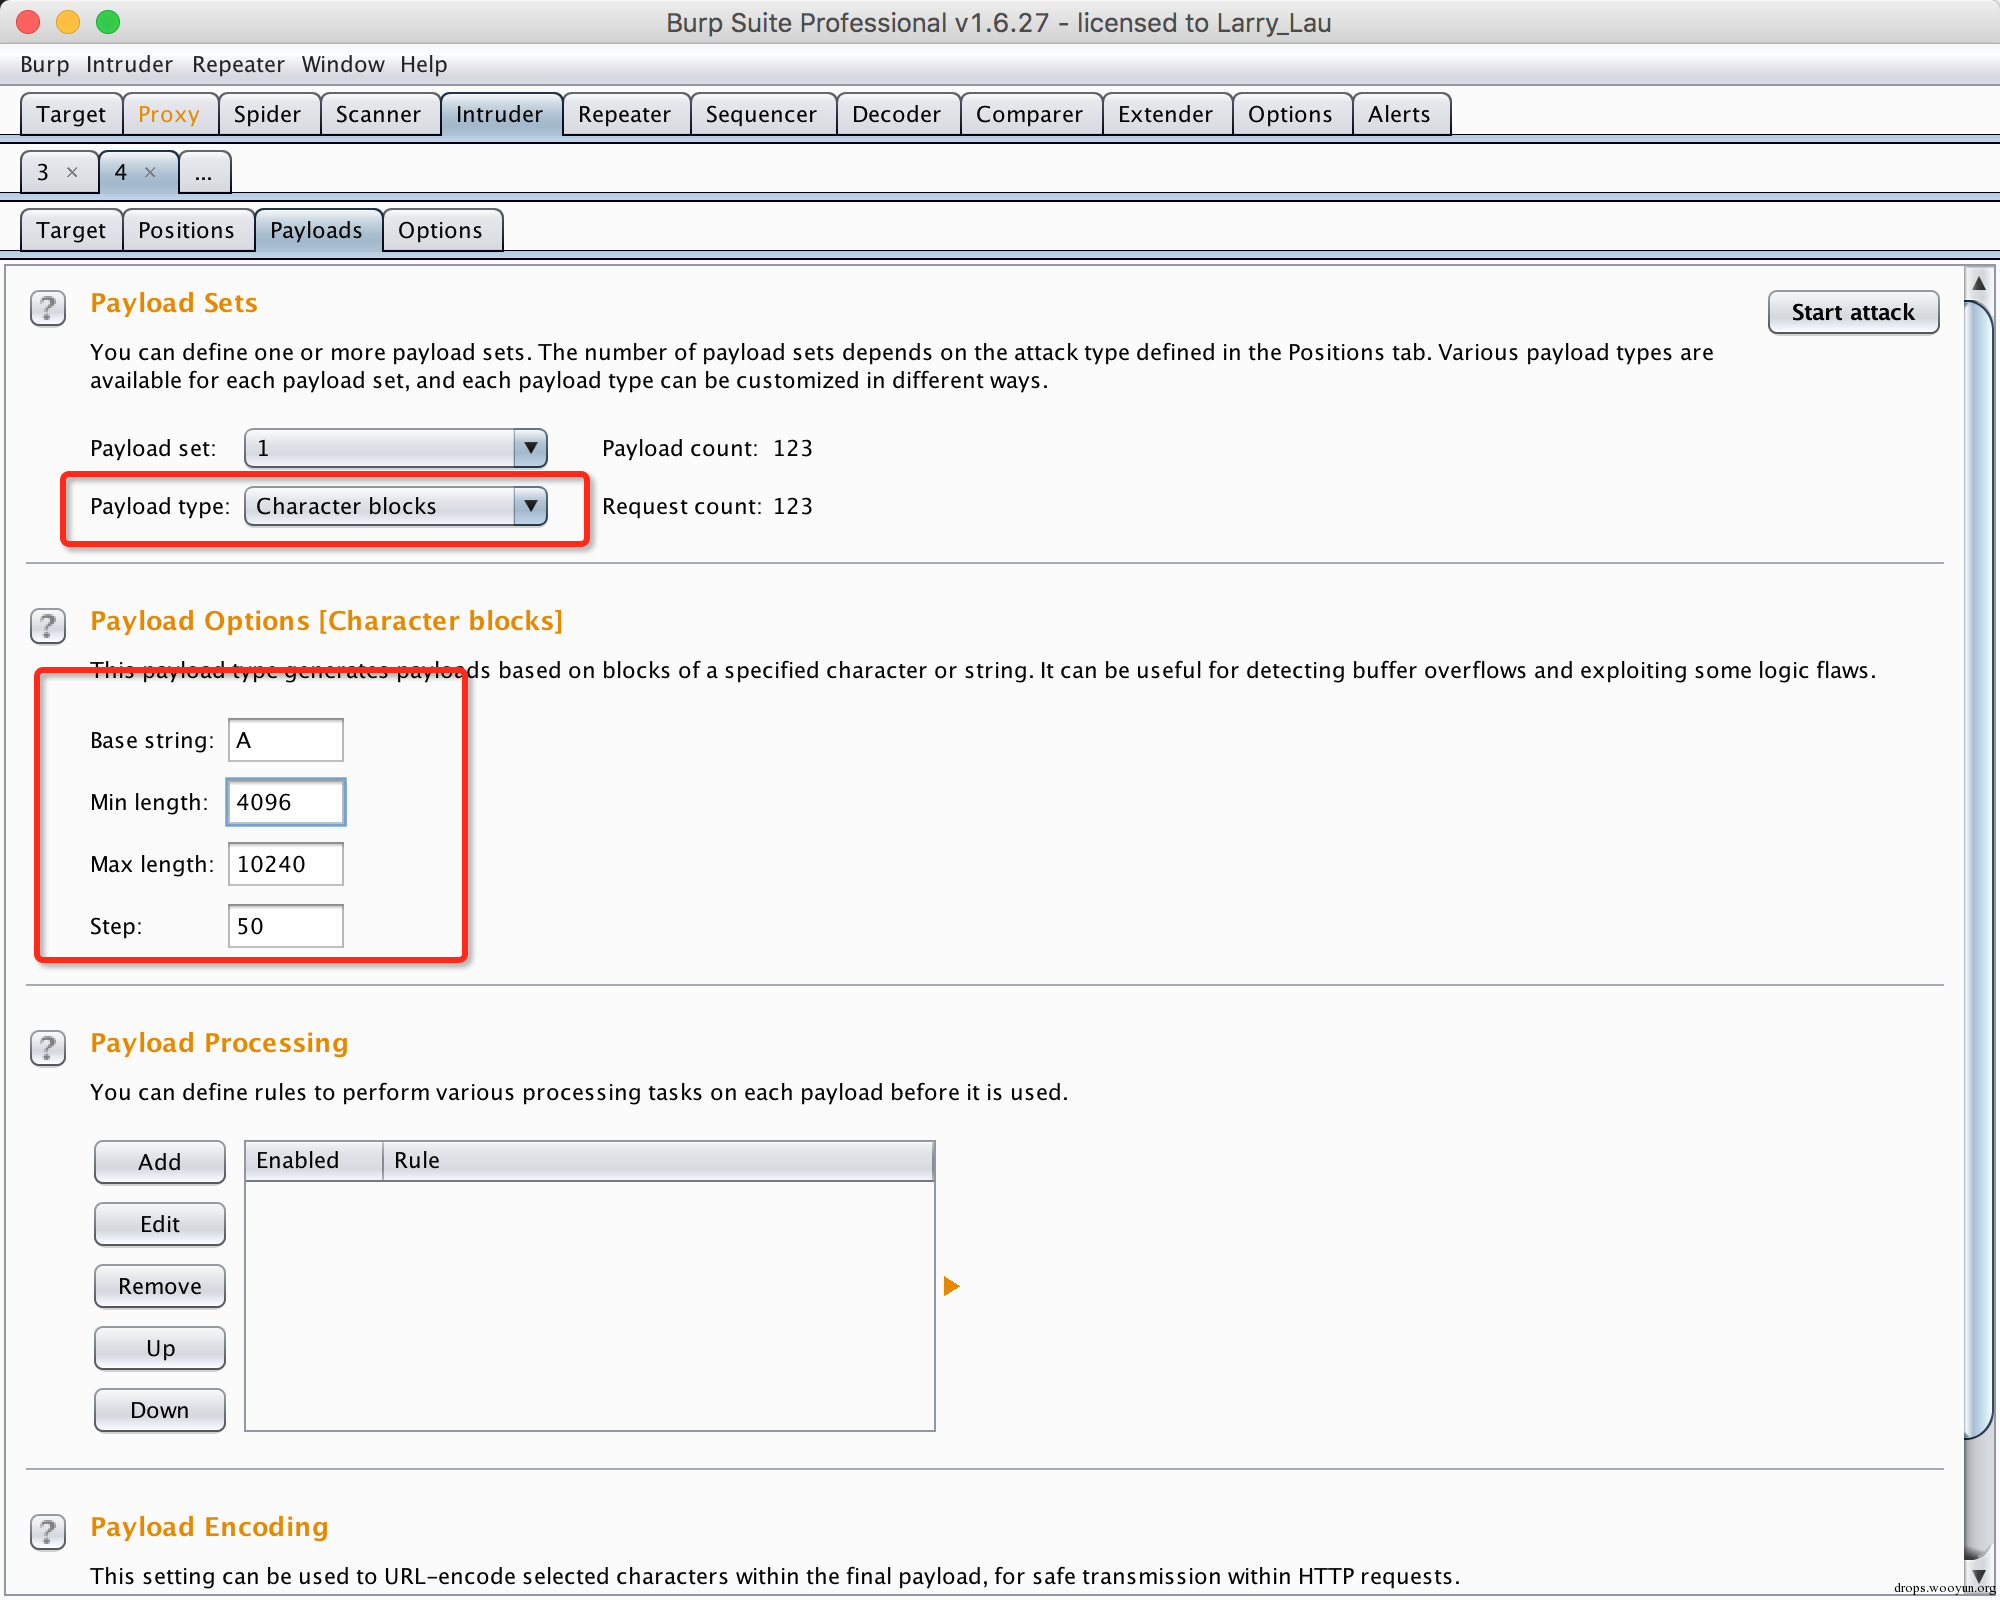 Burp Suite Professional v1.6.27 - licensed to Larry_Lau
Burp Intruder Repeater Window Help
Target Proxy Spider Scanner Intruder Repeater Sequencer Decoder Comparer Extender Options Alerts
3 × 4 × ...
Target Positions Payloads Options
? Payload Sets
Start attack
You can define one or more payload sets. The number of payload sets depends on the attack type defined in the Positions tab. Various payload types are
available for each payload set, and each payload type can be customized in different ways.
Payload set: 1 Payload count: 123
Payload type: Character blocks Request count: 123
? Payload Options [Character blocks]
This payload type generates payloads based on blocks of a specified character or string. It can be useful for detecting buffer overflows and exploiting some logic flaws.
Base string: A
Min length: 4096
Max length: 10240
Step: 50
? Payload Processing
You can define rules to perform various processing tasks on each payload before it is used.
Add Enabled Rule
Edit
Remove
Up
Down
? Payload Encoding
This setting can be used to URL-encode selected characters within the final payload, for safe transmission within HTTP requests.
drops.wooyun.org